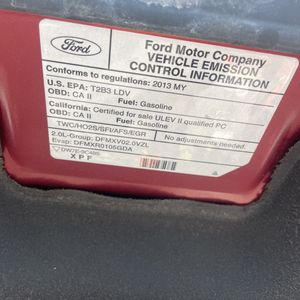 Ford
Ford Motor Company
VEHICLE EMISSION
CONTROL INFORMATION
Conforms to regulations: 2013 MY
U.S. EPA: T2B3 LDV
OBD: CA II Fuel: Gasoline
California: Certified for sale ULEV II qualified PC
OBD: CA II Fuel: Gasoline
TWC/HO2S/SFI/AFS/EGR
No adjustments needed.
2.0L-Group: DFMXV02.0VZL
Evap: DFMXR0105GDA
X P F